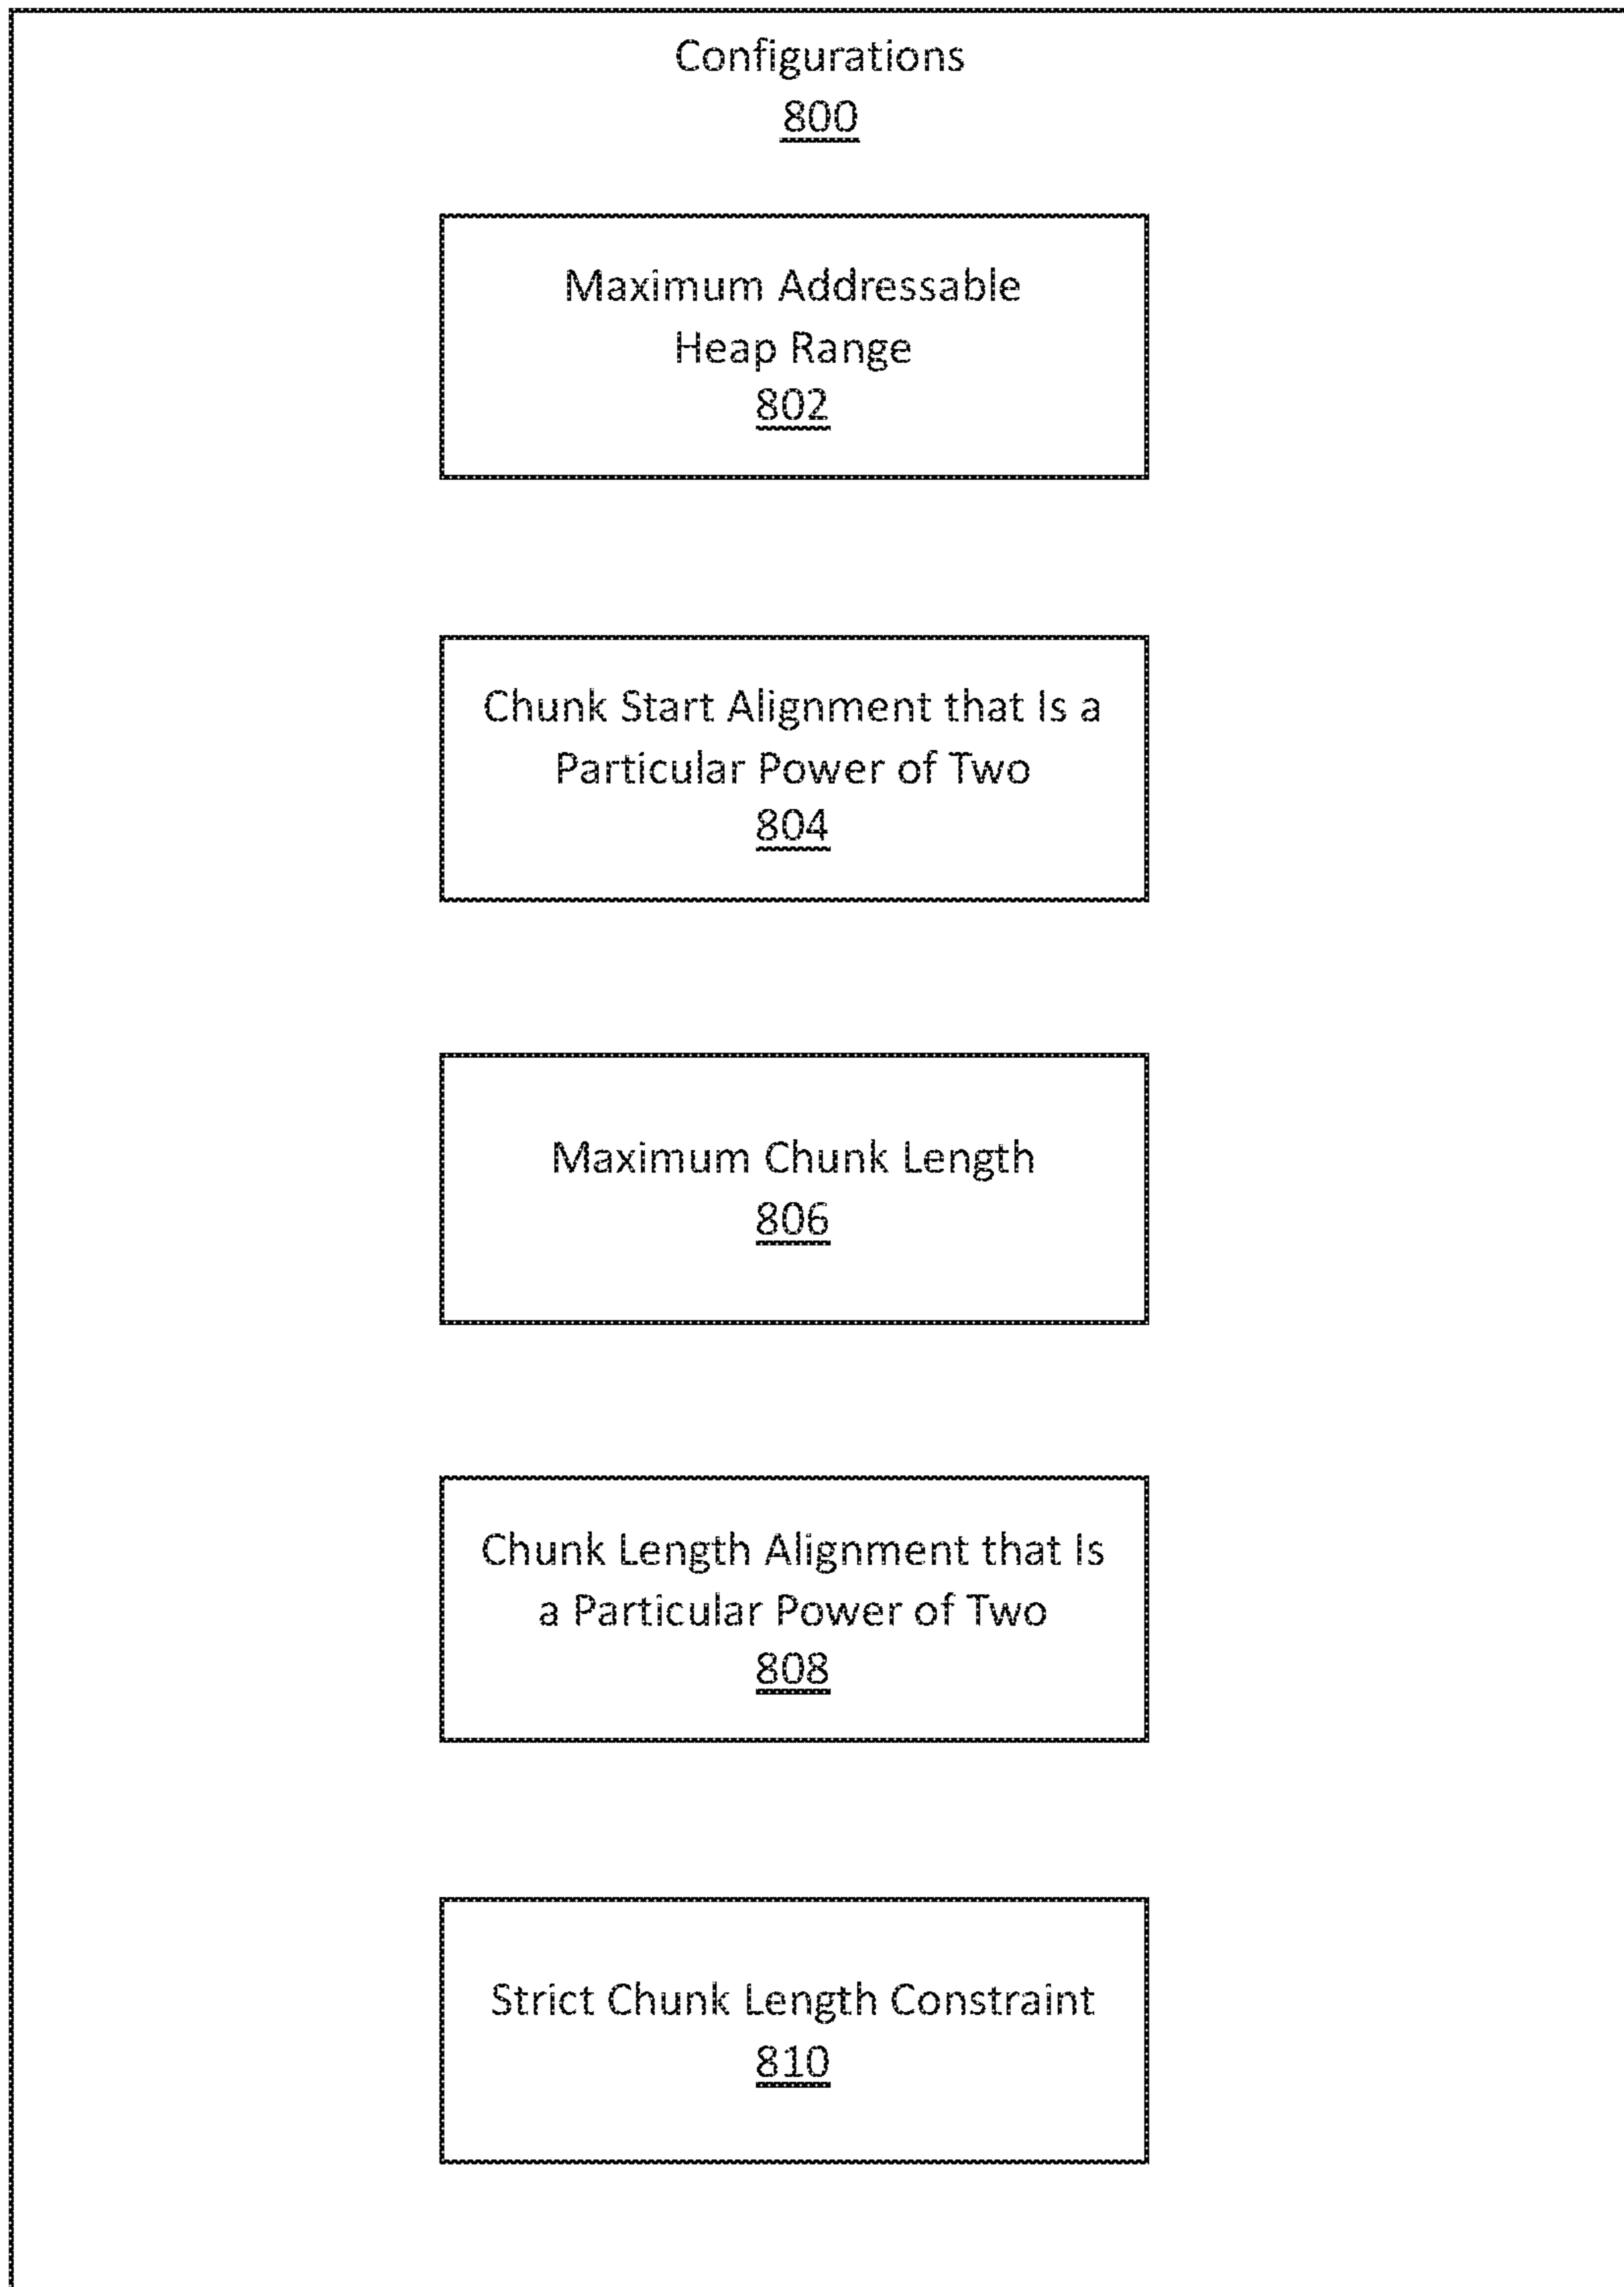 Configurations
800
Maximum Addressable
Heap Range
802
Chunk Start Alignment that Is a
Particular Power of Two
804
Maximum Chunk Length
806
Chunk Length Alignment that Is
a Particular Power of Two
808
Strict Chunk Length Constraint
810